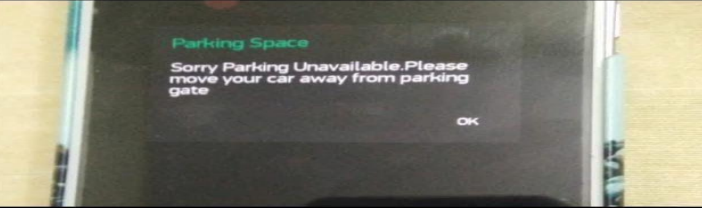 Parking Space
Sorry Parking Unavailable.Please
move your car away from parking
gate
OK